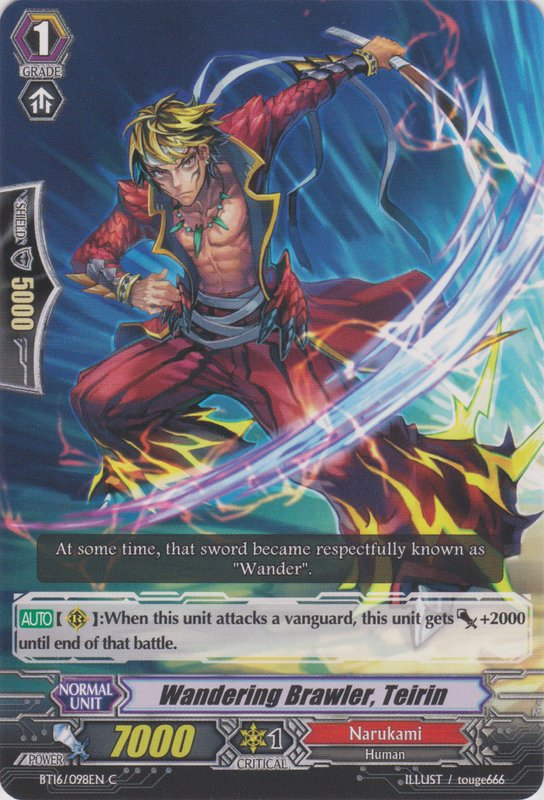 1
GRADE
SHIELD
5000
At some time, that sword became respectfully known as
"Wander".
AUTO【 R 】:When this unit attacks a vanguard, this unit gets +2000
until end of that battle.
NORMAL
UNIT
Wandering Brawler, Teirin
POWER
7000
1
CRITICAL
Narukami
Human
BT16/098EN C
ILLUST / touge666